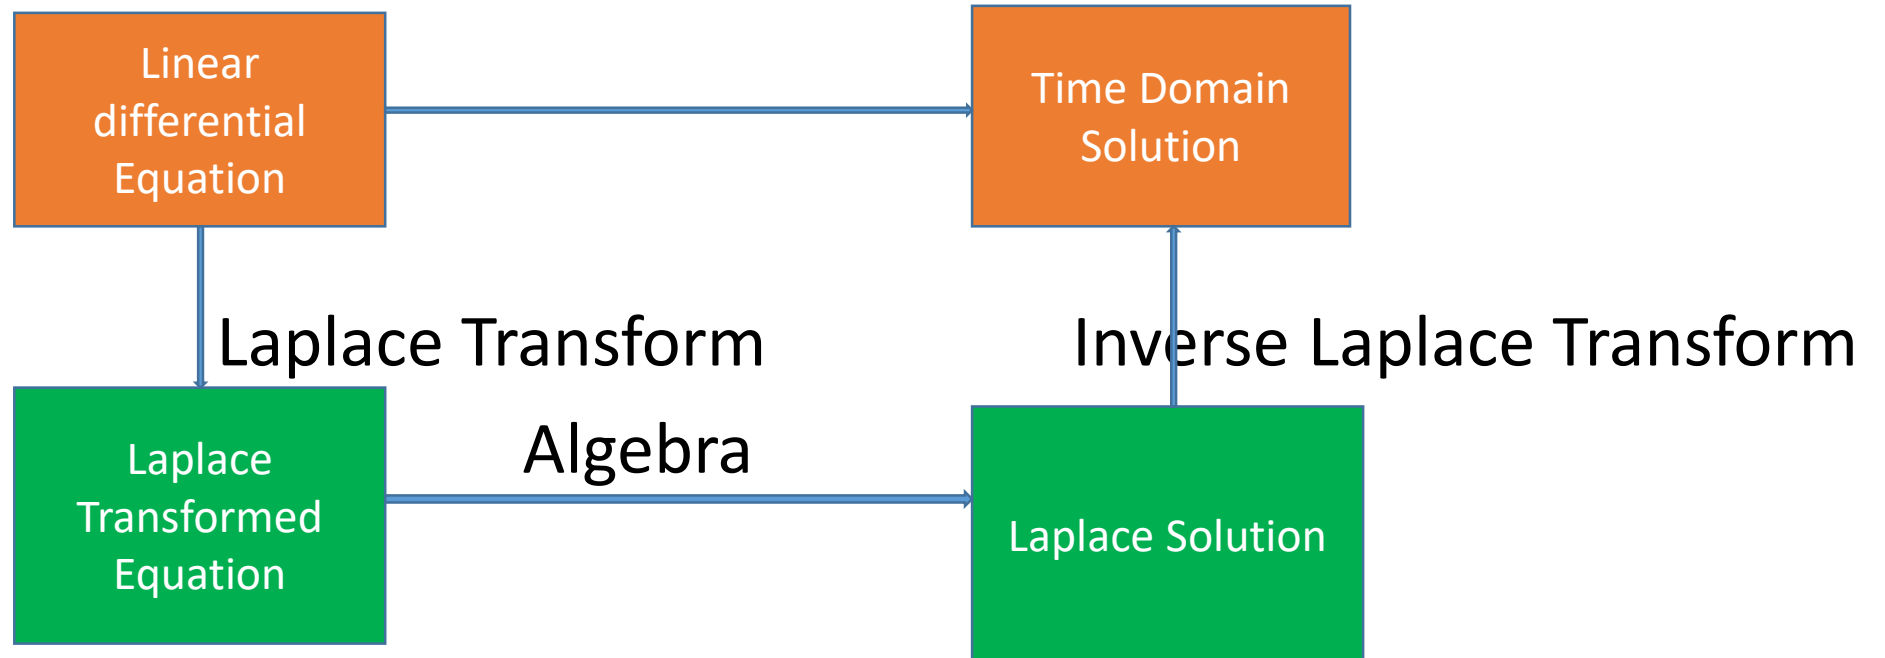 Linear
differential
Equation
Time Domain
Solution
Laplace Transform
Inverse Laplace Transform
Algebra
Laplace
Transformed
Equation
Laplace Solution